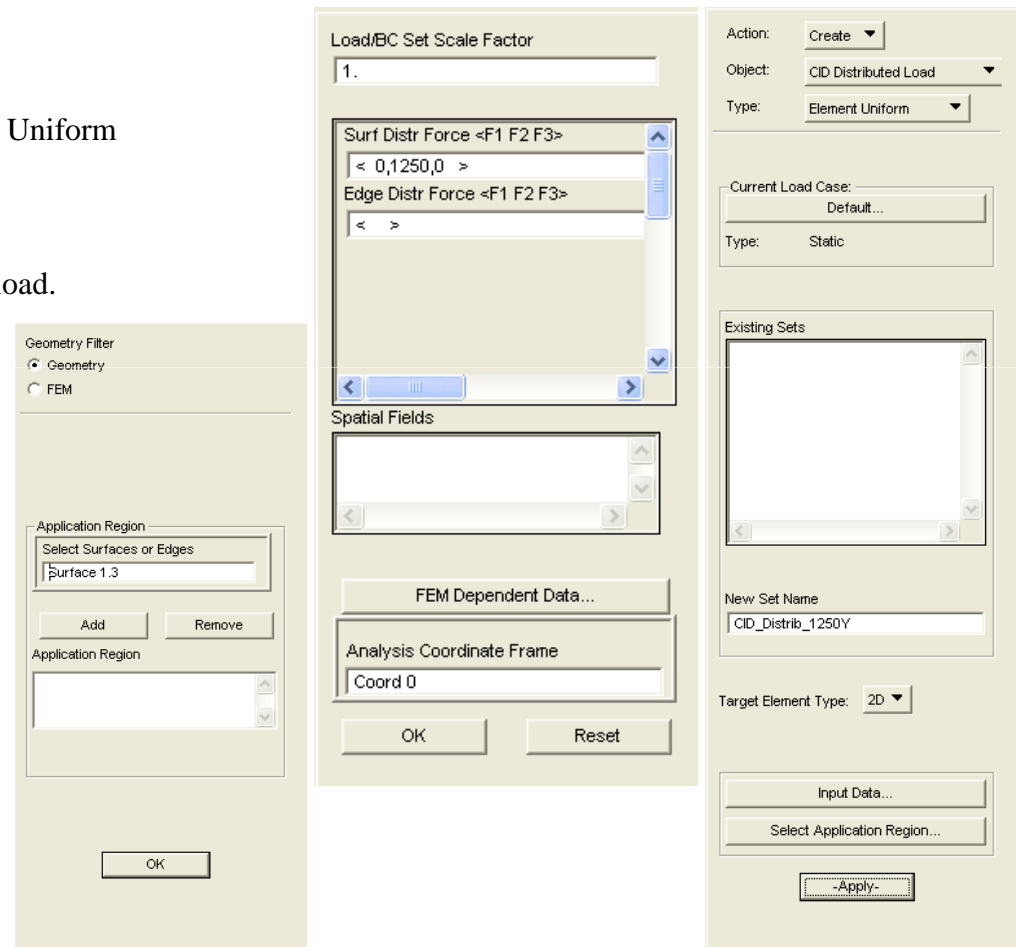 Uniform
load.
Geometry Filter
Geometry
FEM
Application Region
Select Surfaces or Edges
Surface 1.3
Add Remove
Application Region
OK
Load/BC Set Scale Factor
1.
Surf Distr Force <F1 F2 F3>
< 0,1250,0 >
Edge Distr Force <F1 F2 F3>
< >
Spatial Fields
FEM Dependent Data...
Analysis Coordinate Frame
Coord 0
OK Reset
Action: Create
Object: CID Distributed Load
Type: Element Uniform
Current Load Case:
Default...
Type: Static
Existing Sets
New Set Name
CID_Distrib_1250Y
Target Element Type: 2D
Input Data...
Select Application Region...
-Apply-